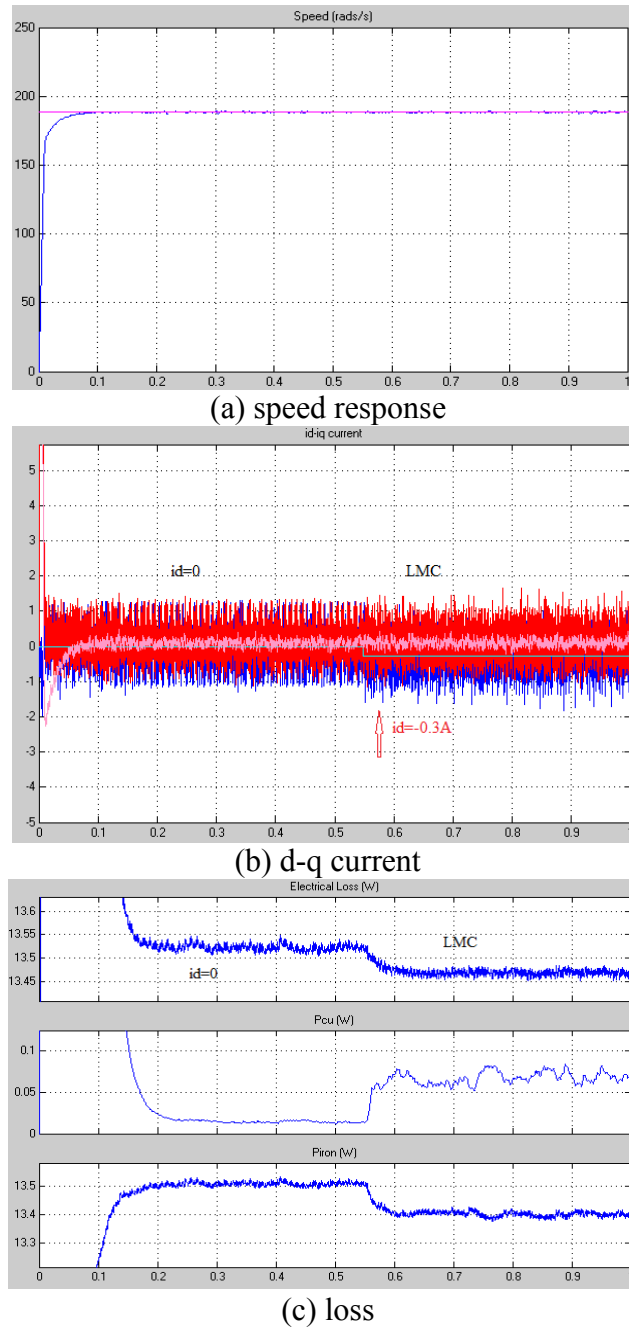 Speed (rads/s)
250
200
150
100
50
0
0 0.1 0.2 0.3 0.4 0.5 0.6 0.7 0.8 0.9 1
(a) speed response
id-iq current
5
4
3
2
1
0
-1
-2
-3
-4
-5
id=0
LMC
id=-0.3A
0 0.1 0.2 0.3 0.4 0.5 0.6 0.7 0.8 0.9 1
(b) d-q current
Electrical Loss (W)
13.6
13.55
13.5
13.45
LMC
id=0
Pcu (W)
0.1
0.05
0
Piron (W)
13.5
13.4
13.3
0 0.1 0.2 0.3 0.4 0.5 0.6 0.7 0.8 0.9
(c) loss